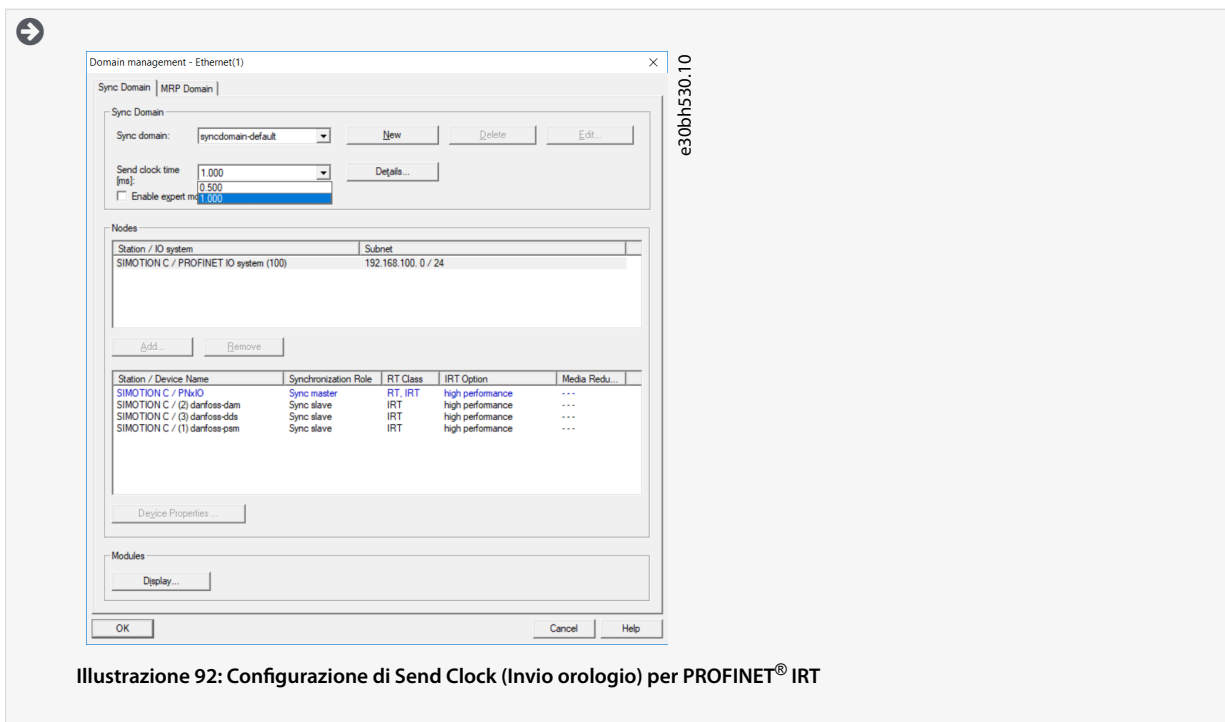 Domain management - Ethernet(1)
e30bh530.10
Sync Domain MRP Domain
Sync Domain
Sync domain: syncdomain-default New Delete Edit...
Send clock time [ms]: 1.000 Details...
0.500
Enable expert mo 1.000
Nodes
Station / IO system Subnet
SIMOTION C / PROFINET IO system (100) 192.168.100. 0 / 24
Add... Remove
Station / Device Name Synchronization Role RT Class IRT Option Media Redu...
SIMOTION C / PNxIO Sync master RT, IRT high performance ---
SIMOTION C / (2) danfoss-dam Sync slave IRT high performance ---
SIMOTION C / (3) danfoss-dds Sync slave IRT high performance ---
SIMOTION C / (1) danfoss-psm Sync slave IRT high performance ---
Device Properties ...
Modules
Display...
OK Cancel Help
Illustrazione 92: Configurazione di Send Clock (Invio orologio) per PROFINET® IRT